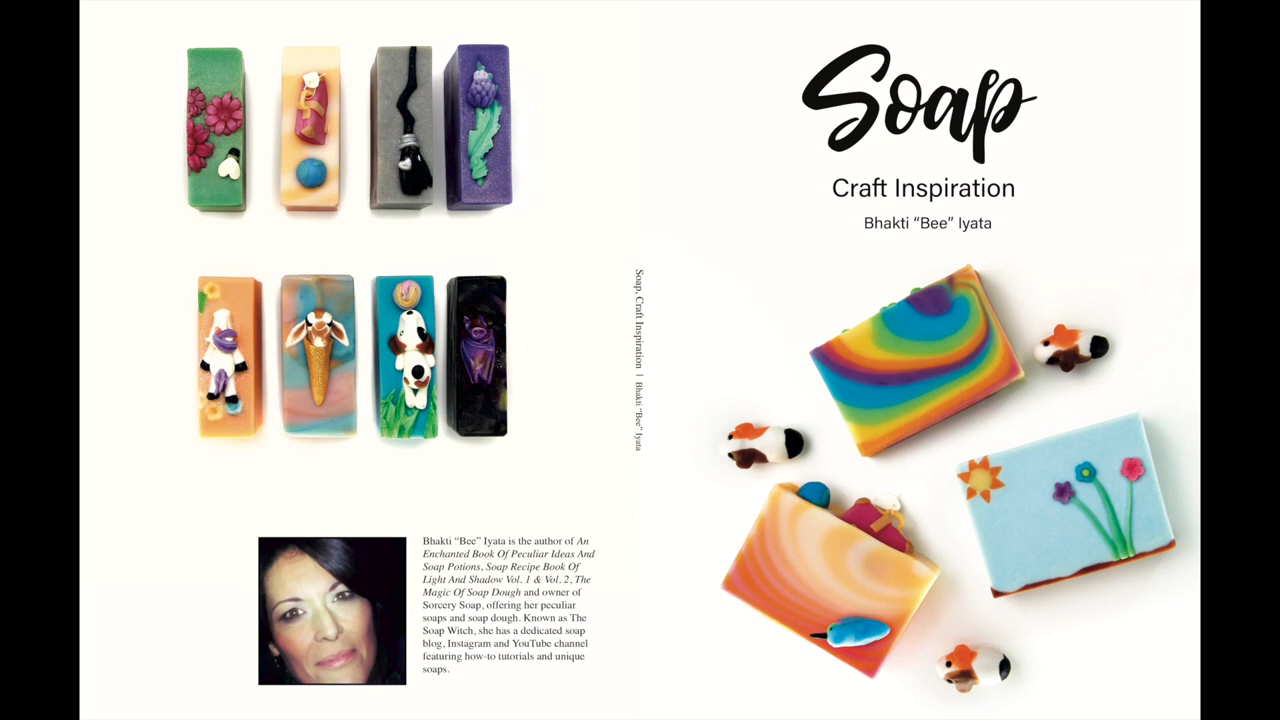 Soap
Craft Inspiration
Bhakti “Bee” Iyata
Soap, Craft Inspiration | Bhakti “Bee” Iyata
Bhakti “Bee” Iyata is the author of An
Enchanted Book Of Peculiar Ideas And
Soap Potions, Soap Recipe Book Of
Light And Shadow Vol. 1 & Vol. 2, The
Magic Of Soap Dough and owner of
Sorcery Soap, offering her peculiar
soaps and soap dough. Known as The
Soap Witch, she has a dedicated soap
blog, Instagram and YouTube channel
featuring how-to tutorials and unique
soaps.